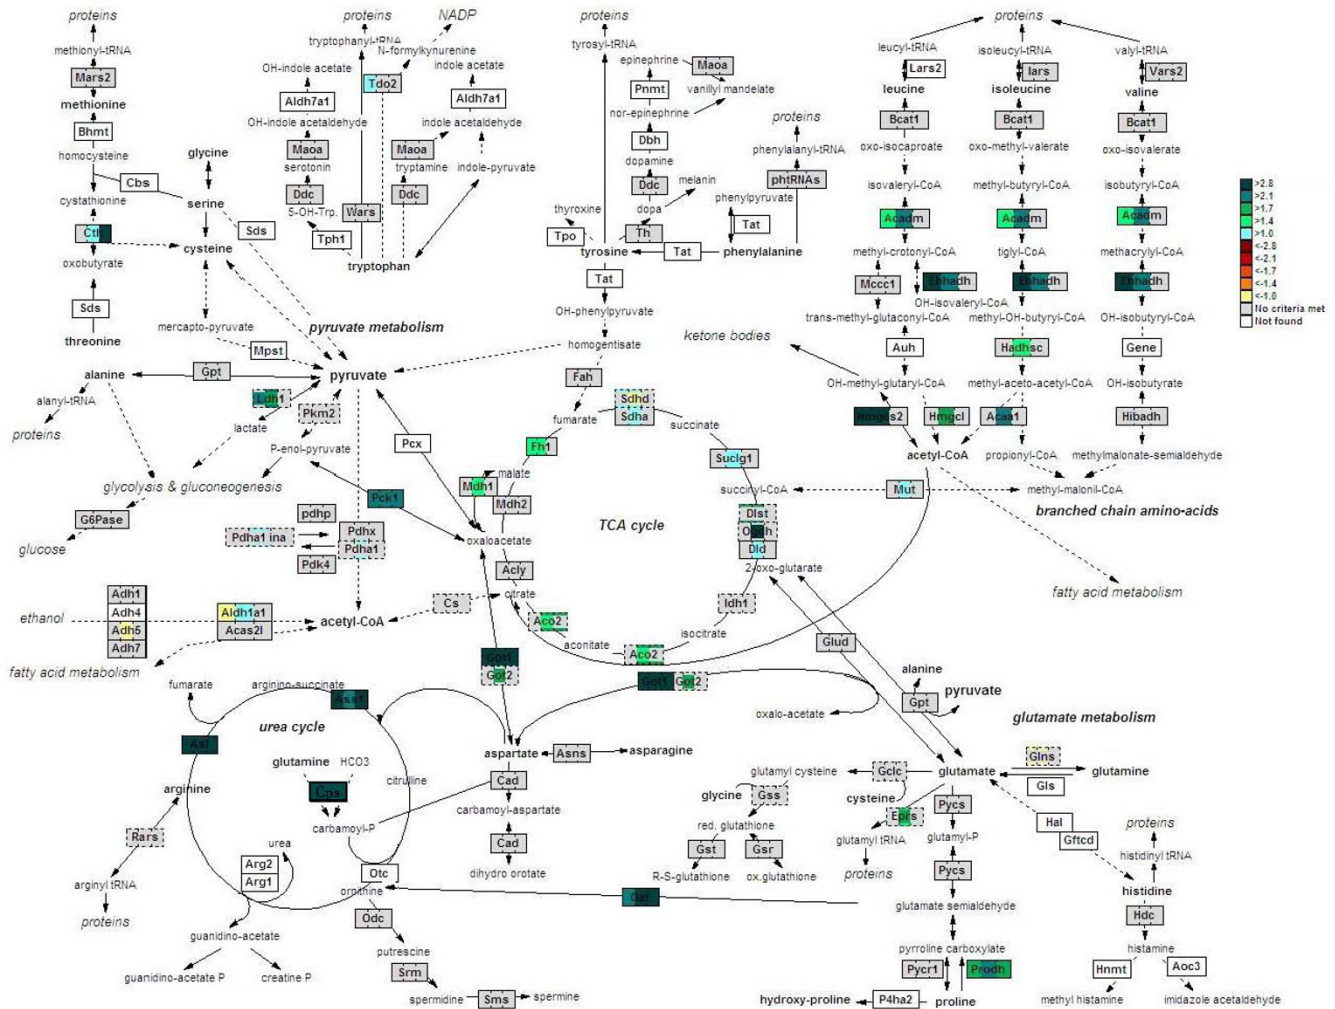 proteins
methionyl-tRNA
Mars2
methionine
Bhmt
homocysteine
Cbs
cystathionine
Cth
oxobutyrate
Sds
threonine
glycine
serine
Sds
cysteine
mercapto-pyruvate
Mpst
pyruvate metabolism
proteins
tryptophanyl-tRNA
NADP
N-formylkynurenine
OH-indole acetate
Tdo2
indole acetate
Aldh7a1
Aldh7a1
OH-indole acetaldehyde
indole acetaldehyde
Maoa
Maoa
serotonin
tryptamine
indole-pyruvate
Ddc
Ddc
5-OH-Trp.
Wars
Tph1
tryptophan
proteins
tyrosyl-tRNA
epinephrine
Maoa
Pnmt
vanillyl mandelate
nor-epinephrine
Dbh
dopamine
Ddc
melanin
dopa
thyroxine
Th
Tpo
tyrosine
Tat
phenylalanine
phenylpyruvate
Tat
proteins
phenylalanyl-tRNA
phtRNAs
Tat
OH-phenylpyruvate
homogentisate
Fah
fumarate
proteins
leucyl-tRNA
isoleucyl-tRNA
valyl-tRNA
Lars2
Iars
Vars2
leucine
isoleucine
valine
Bcat1
Bcat1
Bcat1
oxo-isocaproate
oxo-methyl-valerate
oxo-isovalerate
isovaleryl-CoA
methyl-butyryl-CoA
isobutyryl-CoA
Acadm
Acadm
Acadm
methyl-crotonyl-CoA
tiglyl-CoA
methacrylyl-CoA
Mccc1
Ehhadh
Ehhadh
Ehhadh
OH-isovaleryl-CoA
trans-methyl-glutaconyl-CoA
methyl-OH-butyryl-CoA
OH-isobutyryl-CoA
ketone bodies
Auh
Hadhsc
Gene
OH-methyl-glutaryl-CoA
methyl-aceto-acetyl-CoA
OH-isobutyrate
Hmgcs2
Hmgcl
Acaa1
Hibadh
acetyl-CoA
propionyl-CoA
methylmalonate-semialdehyde
Mut
methyl-malonil-CoA
branched chain amino-acids
fatty acid metabolism
>2.8
>2.1
>1.7
>1.4
>1.0
<-2.8
<-2.1
<-1.7
<-1.4
<-1.0
No criteria met
Not found
alanine
Gpt
pyruvate
alanyl-tRNA
proteins
Ldh1
lactate
Pkm2
P-enol-pyruvate
Pcx
glycolysis & gluconeogenesis
Pck1
G6Pase
glucose
pdhp
Pdha1 ina
Pdhx
Pdha1
Pdk4
Sdhd
Sdha
succinate
Fh1
Suclg1
malate
Mdh1
Mdh2
succinyl-CoA
TCA cycle
Dlst
Ogdh
Dld
oxaloacetate
2-oxo-glutarate
Acly
citrate
Cs
Idh1
Aco2
aconitate
isocitrate
Aco2
Adh1
Adh4
Adh5
Adh7
ethanol
Aldh1a1
Acas2l
acetyl-CoA
fatty acid metabolism
Got1
Got2
Got1
Got2
Glud
alanine
Gpt
pyruvate
oxalo-acetate
glutamate metabolism
fumarate
arginino-succinate
Ass1
urea cycle
Asl
glutamine
HCO3
citrulline
Cps
carbamoyl-P
arginine
Rars
arginyl tRNA
proteins
urea
Arg2
Arg1
Otc
ornithine
guanidino-acetate
guanidino-acetate P
creatine P
Odc
putrescine
Srm
spermidine
Sms
spermine
aspartate
Asns
asparagine
Cad
carbamoyl-aspartate
Cad
dihydro orotate
Oat
glutamyl cysteine
Gclc
glutamate
Glns
glutamine
Gls
glycine
Gss
cysteine
Eprs
Pycs
red. glutathione
glutamyl tRNA
glutamyl-P
Gst
Gsr
R-S-glutathione
ox.glutathione
proteins
Pycs
glutamate semialdehyde
pyrroline carboxylate
Pycr1
Prodh
hydroxy-proline
P4ha2
proline
Hal
Gftcd
proteins
histidinyl tRNA
histidine
Hdc
histamine
Hnmt
Aoc3
methyl histamine
imidazole acetaldehyde